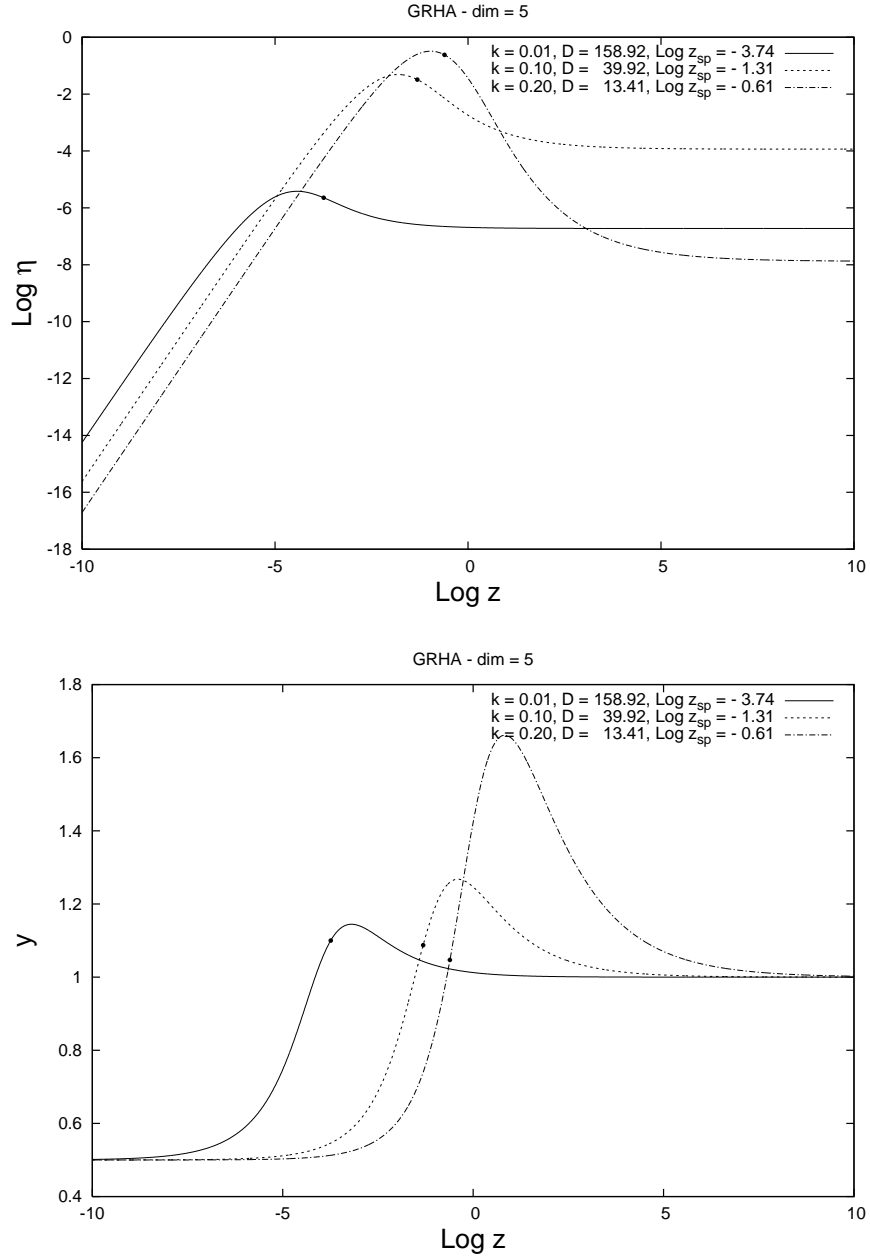 GRHA - dim = 5
k = 0.01, D = 158.92, Log z_sp = - 3.74
k = 0.10, D = 39.92, Log z_sp = - 1.31
k = 0.20, D = 13.41, Log z_sp = - 0.61
0
-2
-4
-6
-8
-10
-12
-14
-16
-18
Log η
-10 -5 0 5 10
Log z
GRHA - dim = 5
k = 0.01, D = 158.92, Log z_sp = - 3.74
k = 0.10, D = 39.92, Log z_sp = - 1.31
k = 0.20, D = 13.41, Log z_sp = - 0.61
1.8
1.6
1.4
1.2
1
0.8
0.6
0.4
y
-10 -5 0 5 10
Log z